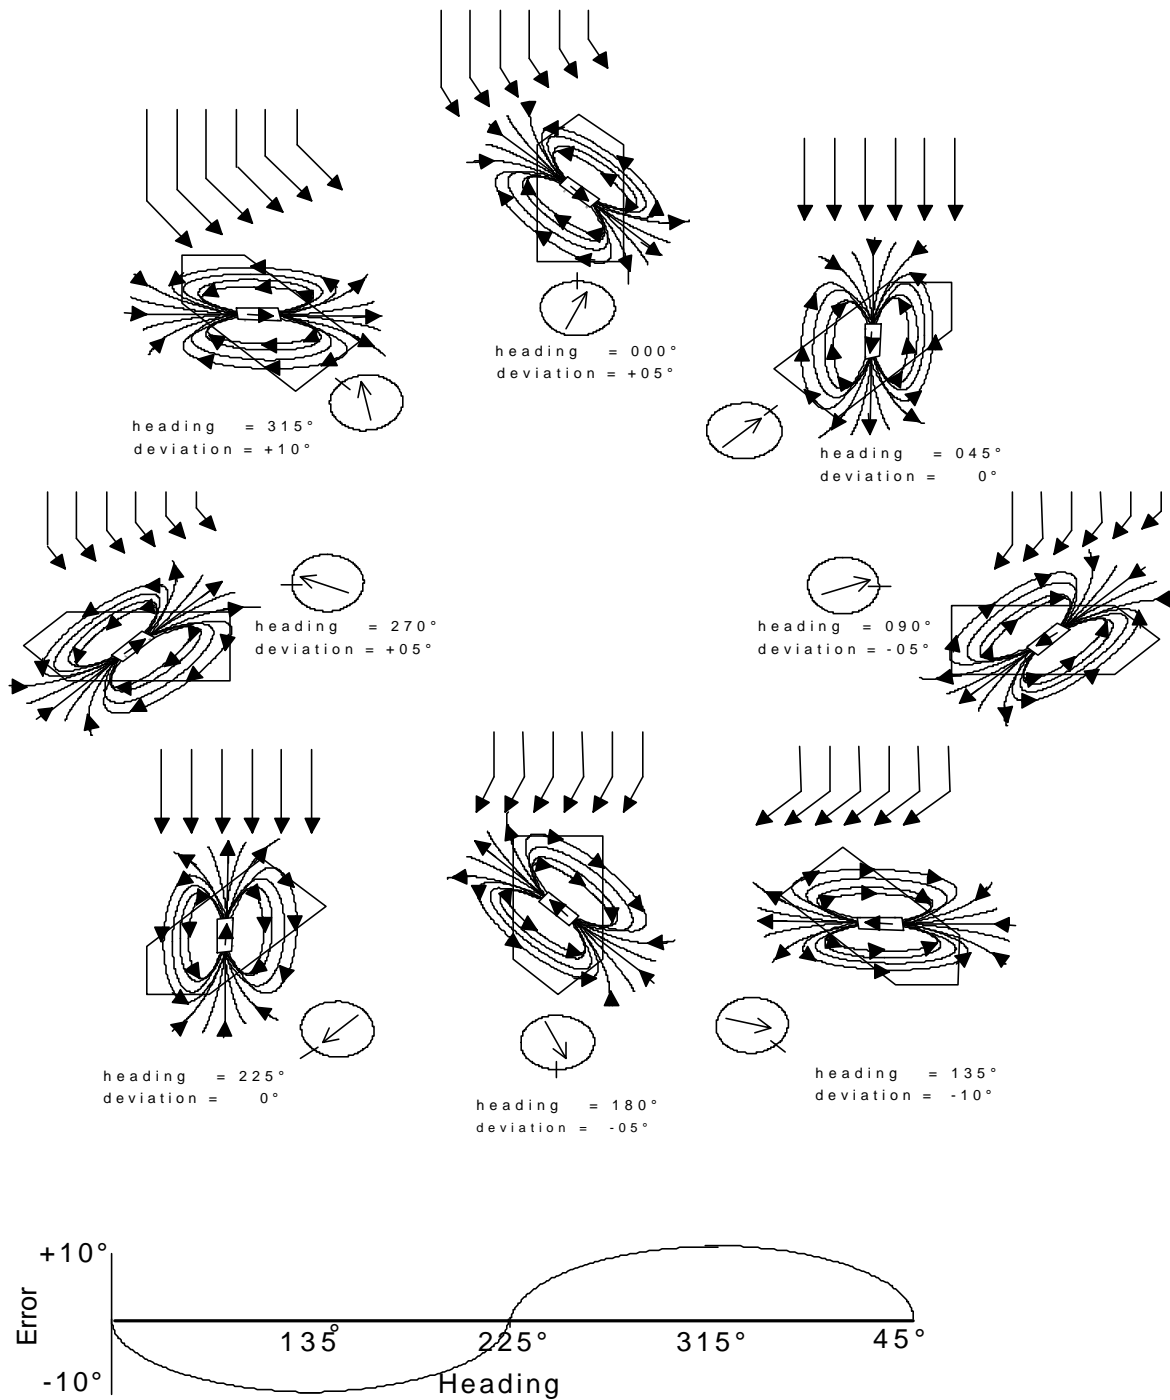 heading = 000°
deviation = +05°
heading = 315°
deviation = +10°
heading = 045°
deviation = 0°
heading = 270°
deviation = +05°
heading = 090°
deviation = -05°
heading = 225°
deviation = 0°
heading = 180°
deviation = -05°
heading = 135°
deviation = -10°
+10°
Error
135° 225° 315° 45°
-10°
Heading